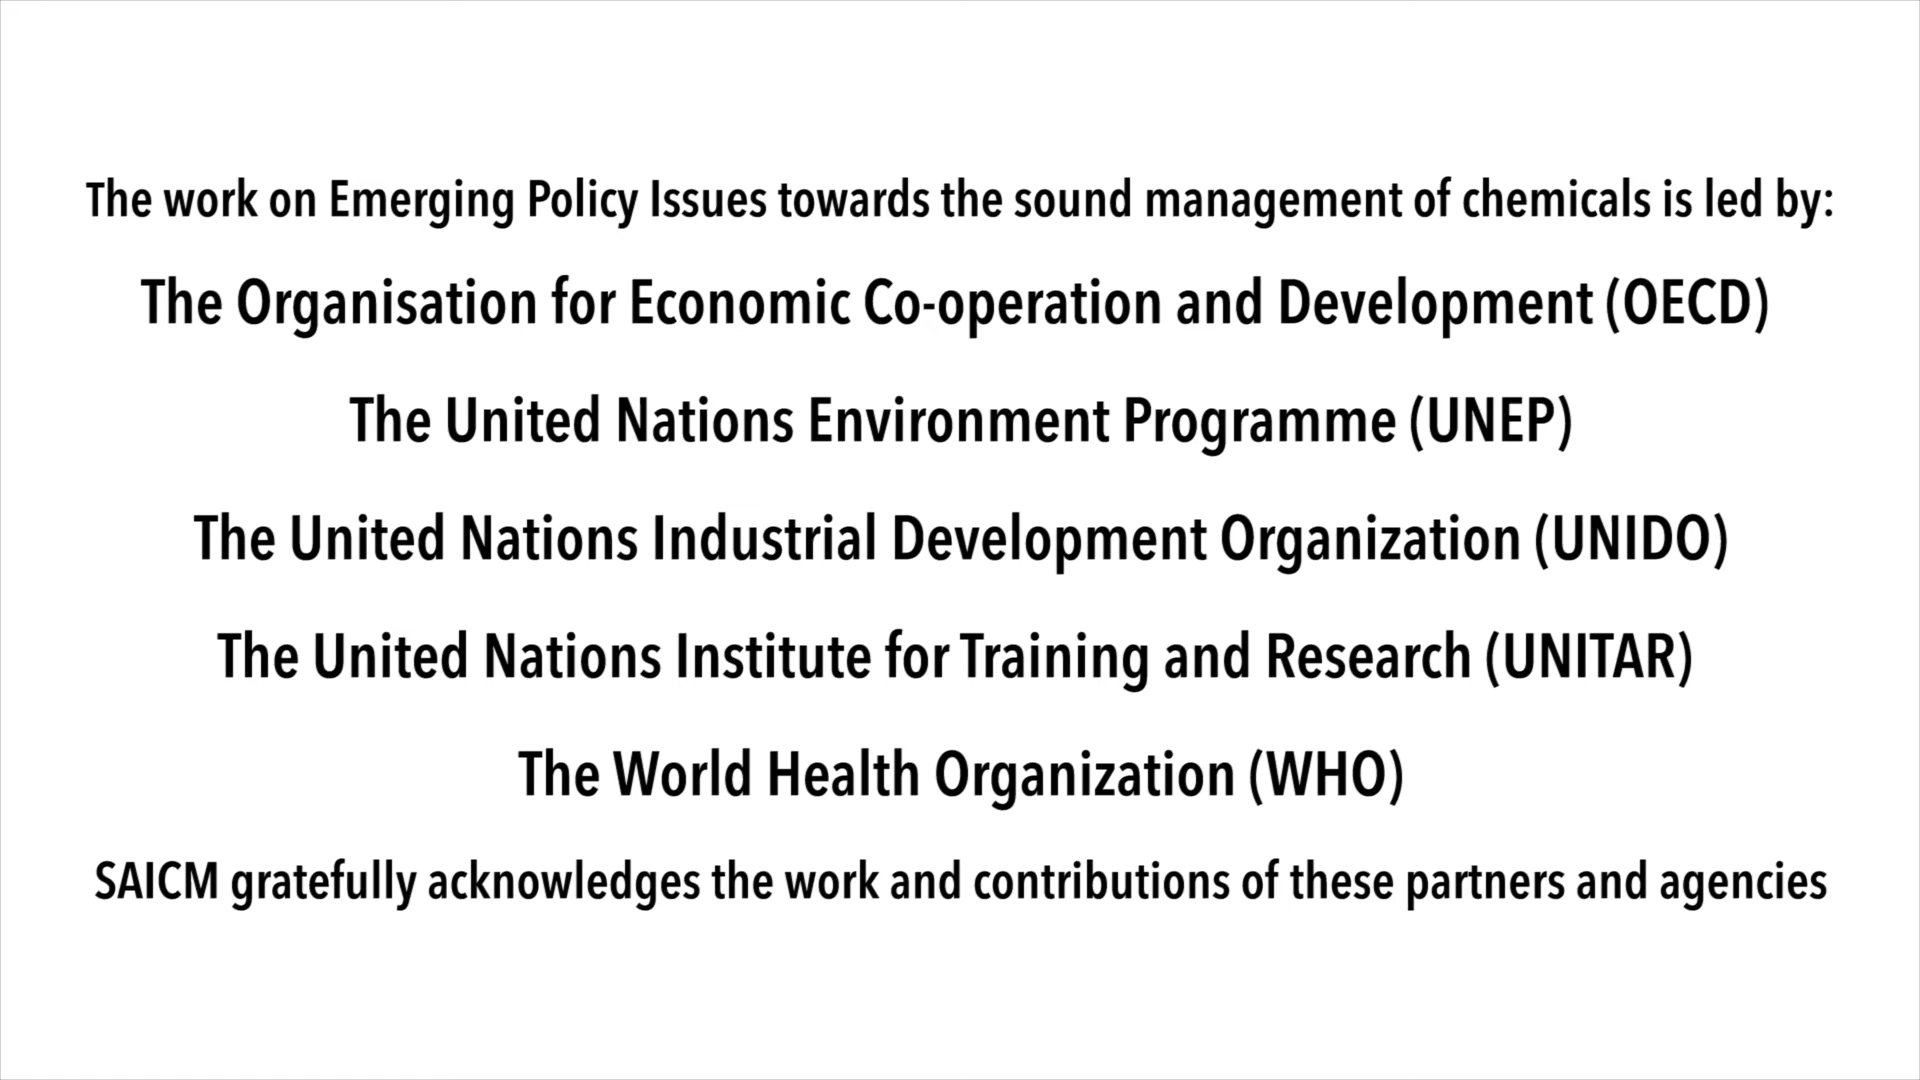 The work on Emerging Policy Issues towards the sound management of chemicals is led by:
The Organisation for Economic Co-operation and Development (OECD)
The United Nations Environment Programme (UNEP)
The United Nations Industrial Development Organization (UNIDO)
The United Nations Institute for Training and Research (UNITAR)
The World Health Organization (WHO)
SAICM gratefully acknowledges the work and contributions of these partners and agencies